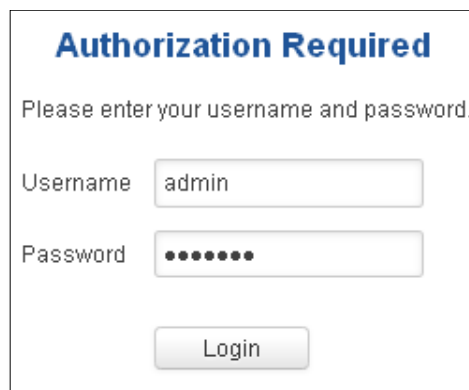 Authorization Required
Please enter your username and password.
Username admin
Password •••••••
Login